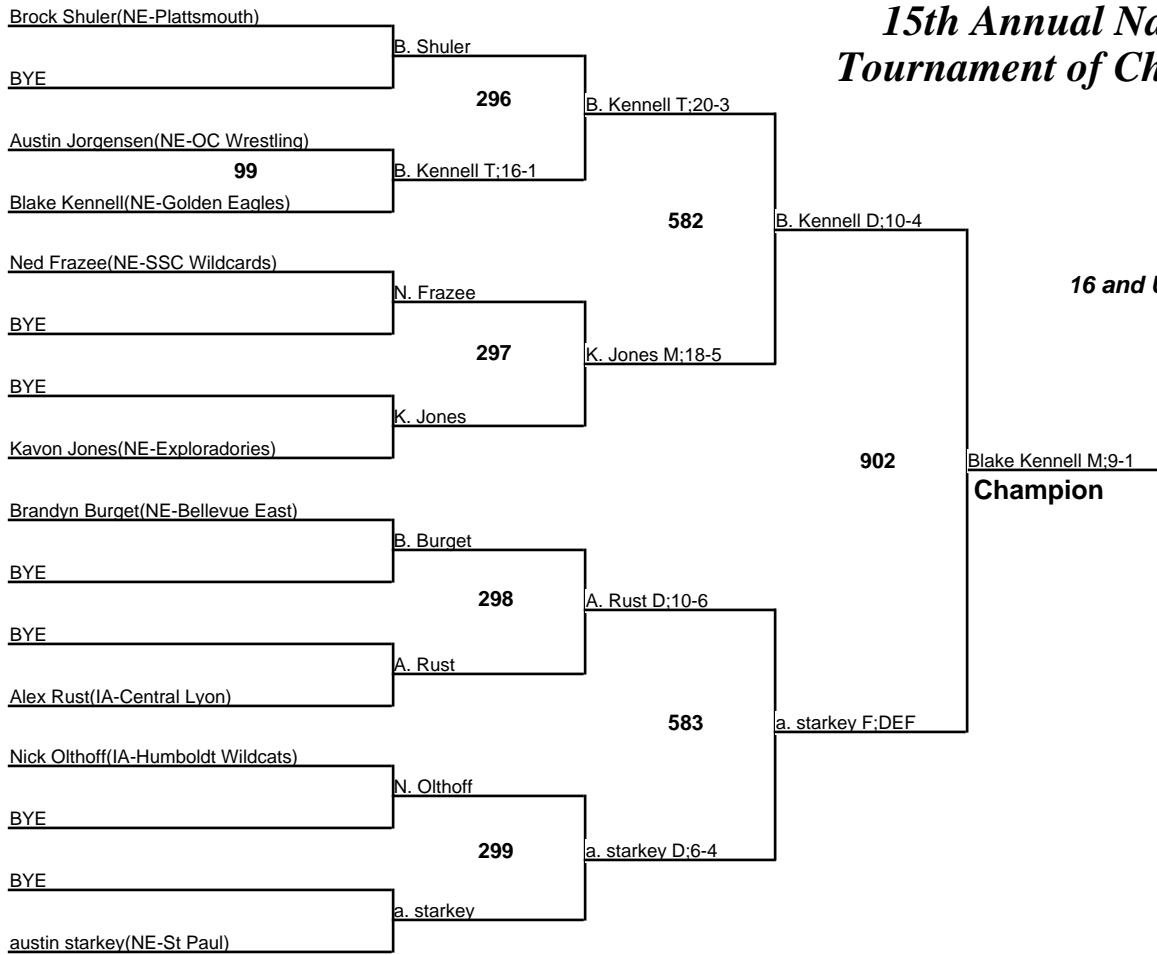 Brock Shuler(NE-Plattsmouth)
15th Annual Na
B. Shuler
Tournament of Ch
BYE
296
B. Kennell T;20-3
Austin Jorgensen(NE-OC Wrestling)
99
B. Kennell T;16-1
Blake Kennell(NE-Golden Eagles)
582
B. Kennell D;10-4
Ned Frazee(NE-SSC Wildcards)
16 and U
N. Frazee
BYE
297
K. Jones M;18-5
BYE
K. Jones
Kavon Jones(NE-Exploradories)
902
Blake Kennell M;9-1
Champion
Brandyn Burget(NE-Bellevue East)
B. Burget
BYE
298
A. Rust D;10-6
BYE
A. Rust
Alex Rust(IA-Central Lyon)
583
a. starkey F;DEF
Nick Olthoff(IA-Humboldt Wildcats)
N. Olthoff
BYE
299
a. starkey D;6-4
BYE
a. starkey
austin starkey(NE-St Paul)